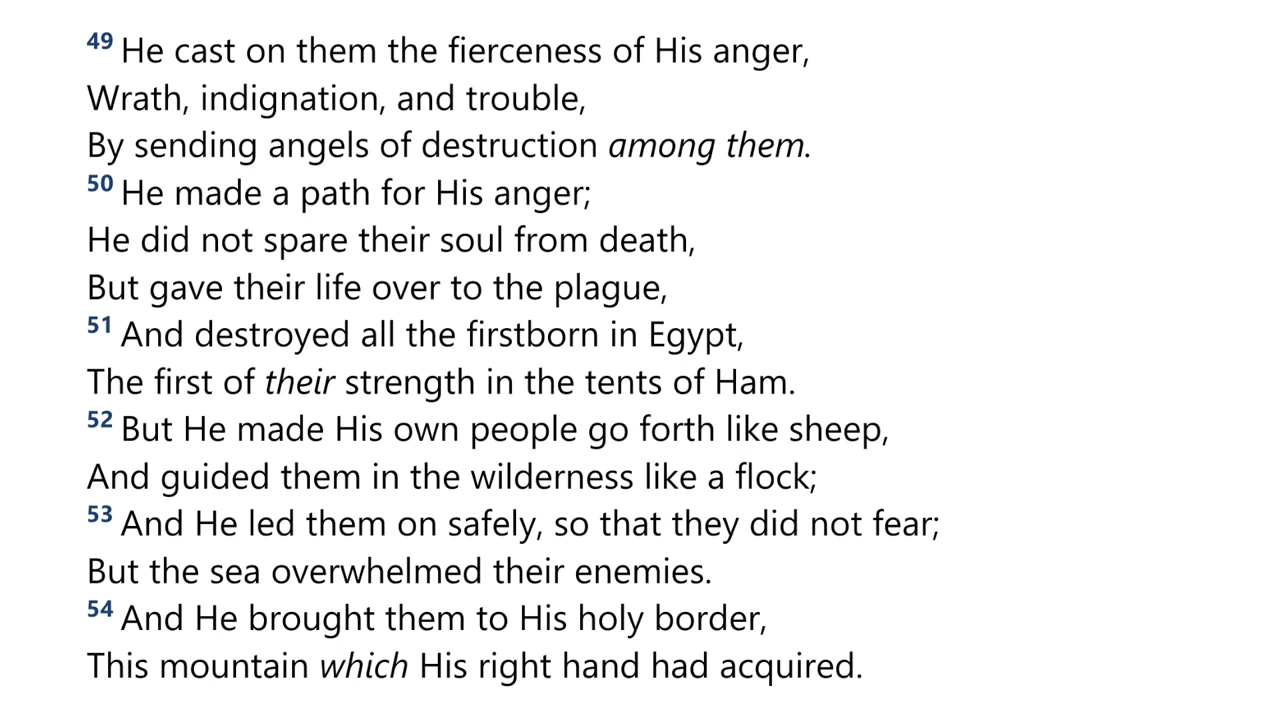 49 He cast on them the fierceness of His anger,
Wrath, indignation, and trouble,
By sending angels of destruction among them.
50 He made a path for His anger;
He did not spare their soul from death,
But gave their life over to the plague,
51 And destroyed all the firstborn in Egypt,
The first of their strength in the tents of Ham.
52 But He made His own people go forth like sheep,
And guided them in the wilderness like a flock;
53 And He led them on safely, so that they did not fear;
But the sea overwhelmed their enemies.
54 And He brought them to His holy border,
This mountain which His right hand had acquired.